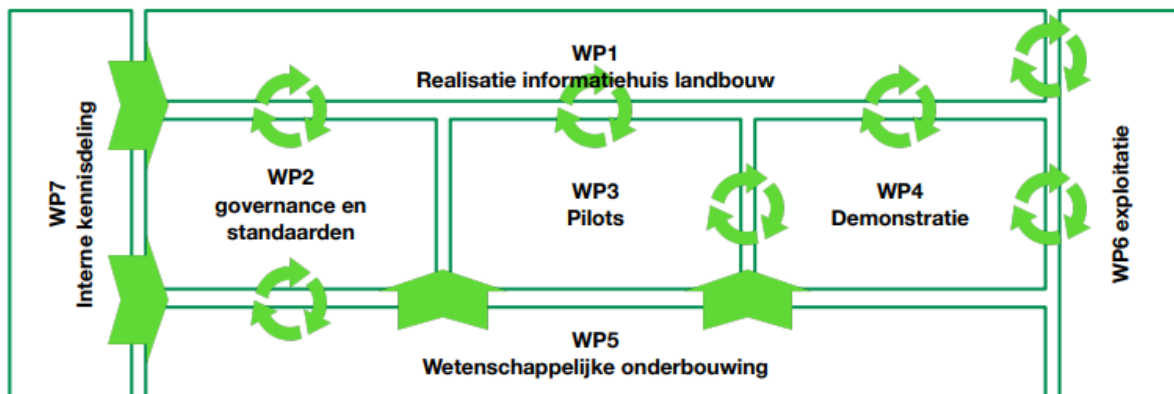 WP1
Realisatie informatiehuis landbouw
WP7
Interne kennisdeling
WP2
governance en
standaarden
WP3
Pilots
WP4
Demonstratie
WP6 exploitatie
WP5
Wetenschappelijke onderbouwing